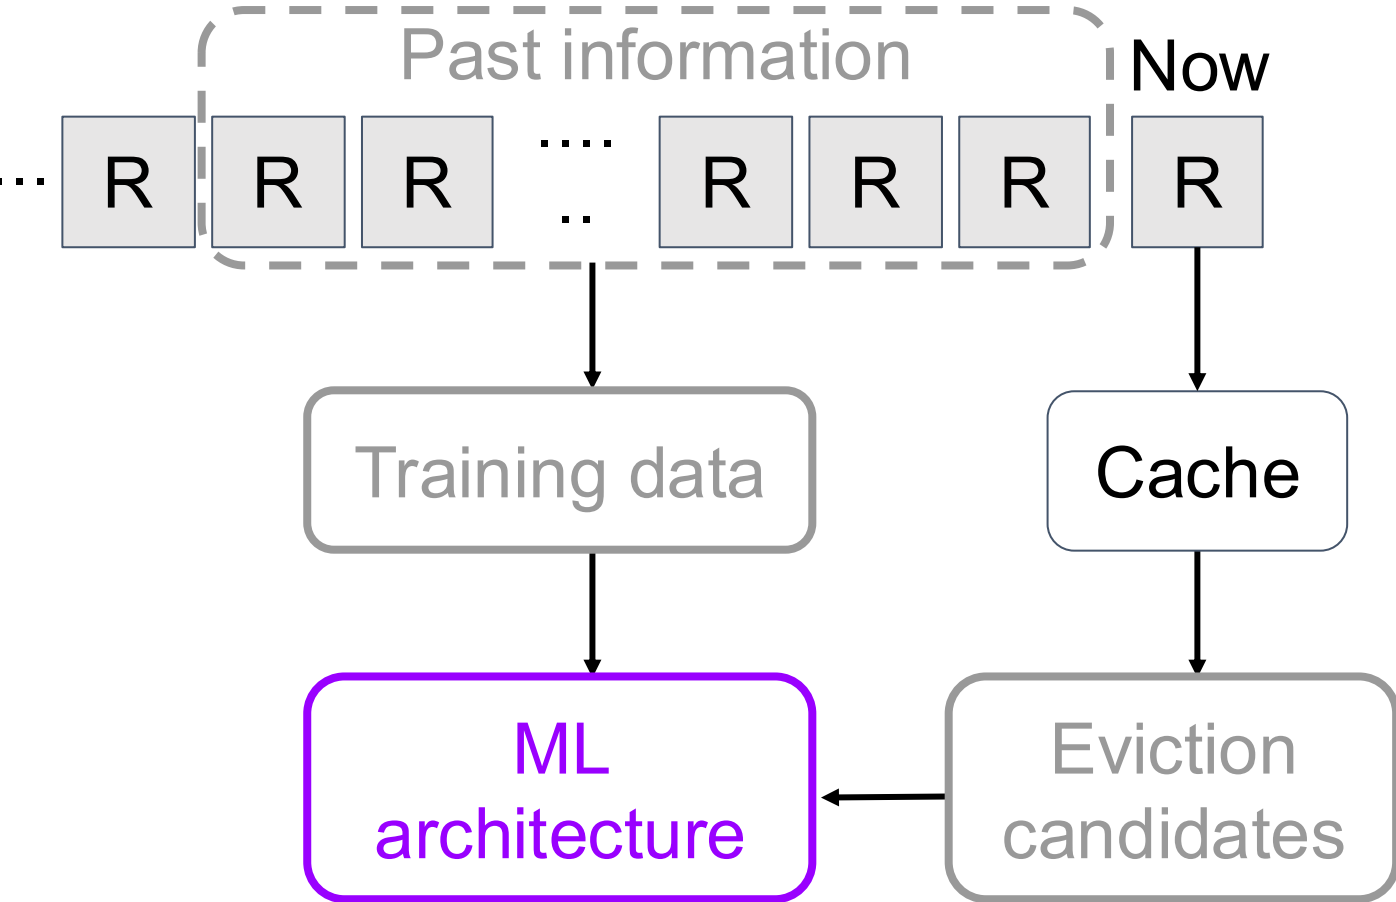 Past information
Now
... R R R .... R R R R
..
Training data
Cache
ML
architecture
Eviction
candidates